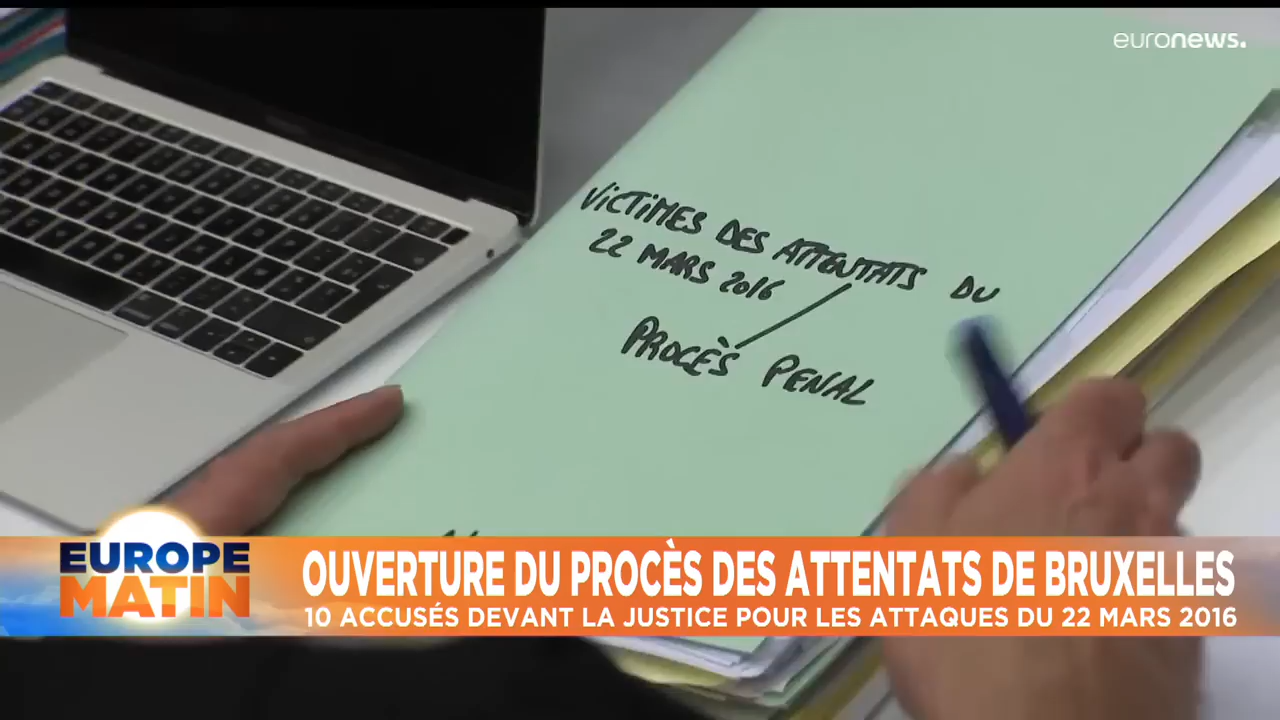 euronews.
VICTIMES DES ATTENTATS DU
22 MARS 2016
PROCÈS PENAL
EUROPE
MATIN
OUVERTURE DU PROCÈS DES ATTENTATS DE BRUXELLES
10 ACCUSÉS DEVANT LA JUSTICE POUR LES ATTAQUES DU 22 MARS 2016